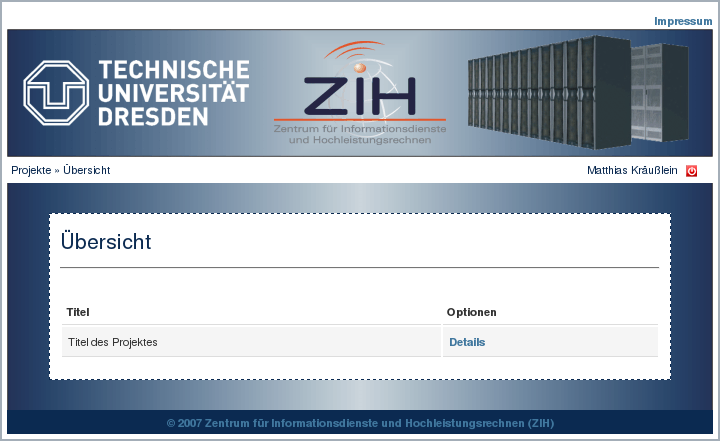 Impressum
TECHNISCHE
UNIVERSITÄT
DRESDEN
ZIH
Zentrum für Informationsdienste
und Hochleistungsrechnen
Projekte » Übersicht
Matthias Kräußlein
Übersicht
Titel
Optionen
Titel des Projektes
Details
© 2007 Zentrum für Informationsdienste und Hochleistungsrechnen (ZIH)